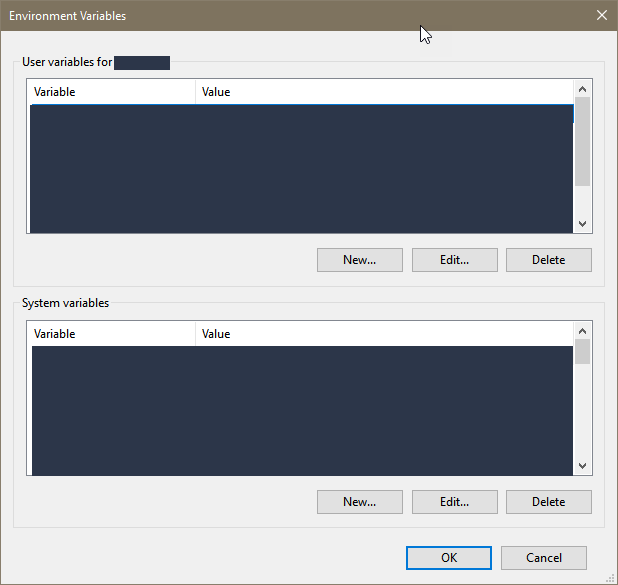 Environment Variables
User variables for
Variable Value
New... Edit... Delete
System variables
Variable Value
New... Edit... Delete
OK Cancel